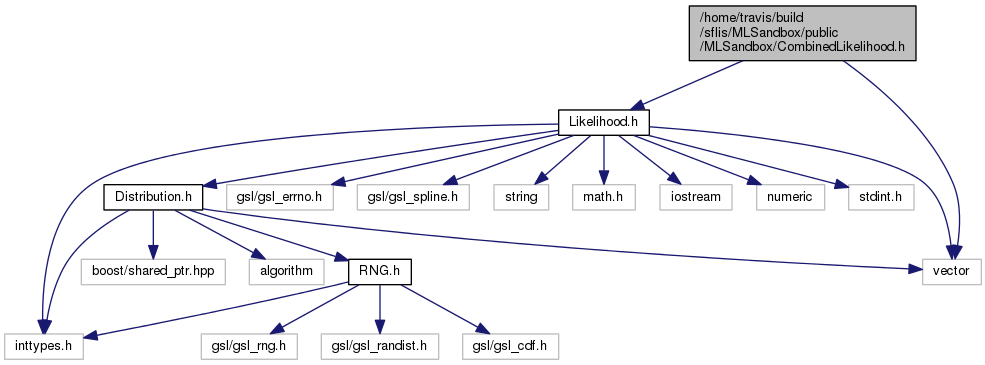 /home/travis/build
/sflis/MLSandbox/public
/MLSandbox/CombinedLikelihood.h
Likelihood.h
Distribution.h
gsl/gsl_errno.h
gsl/gsl_spline.h
string
math.h
iostream
numeric
stdint.h
boost/shared_ptr.hpp
algorithm
RNG.h
vector
inttypes.h
gsl/gsl_rng.h
gsl/gsl_randist.h
gsl/gsl_cdf.h